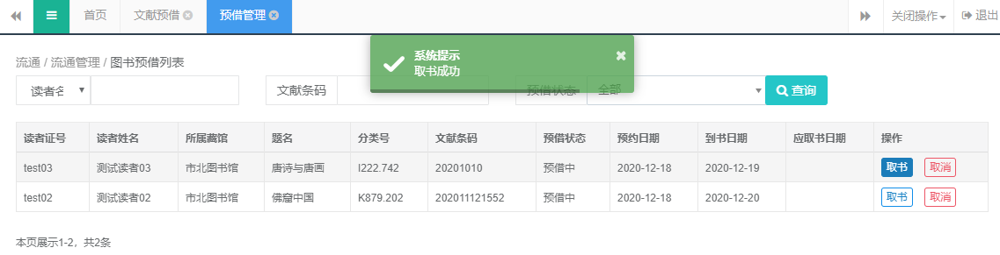 首页 文献预借 预借管理 关闭操作 退出
系统提示
取书成功
流通 / 流通管理 / 图书预借列表
读者名 文献条码 预借状态 全部 查询
读者证号 读者姓名 所属藏馆 题名 分类号 文献条码 预借状态 预约日期 到书日期 应取书日期 操作
test03 测试读者03 市北图书馆 唐诗与唐画 I222.742 20201010 预借中 2020-12-18 2020-12-19 取书 取消
test02 测试读者02 市北图书馆 佛窟中国 K879.202 202011121552 预借中 2020-12-18 2020-12-20 取书 取消
本页展示1-2，共2条